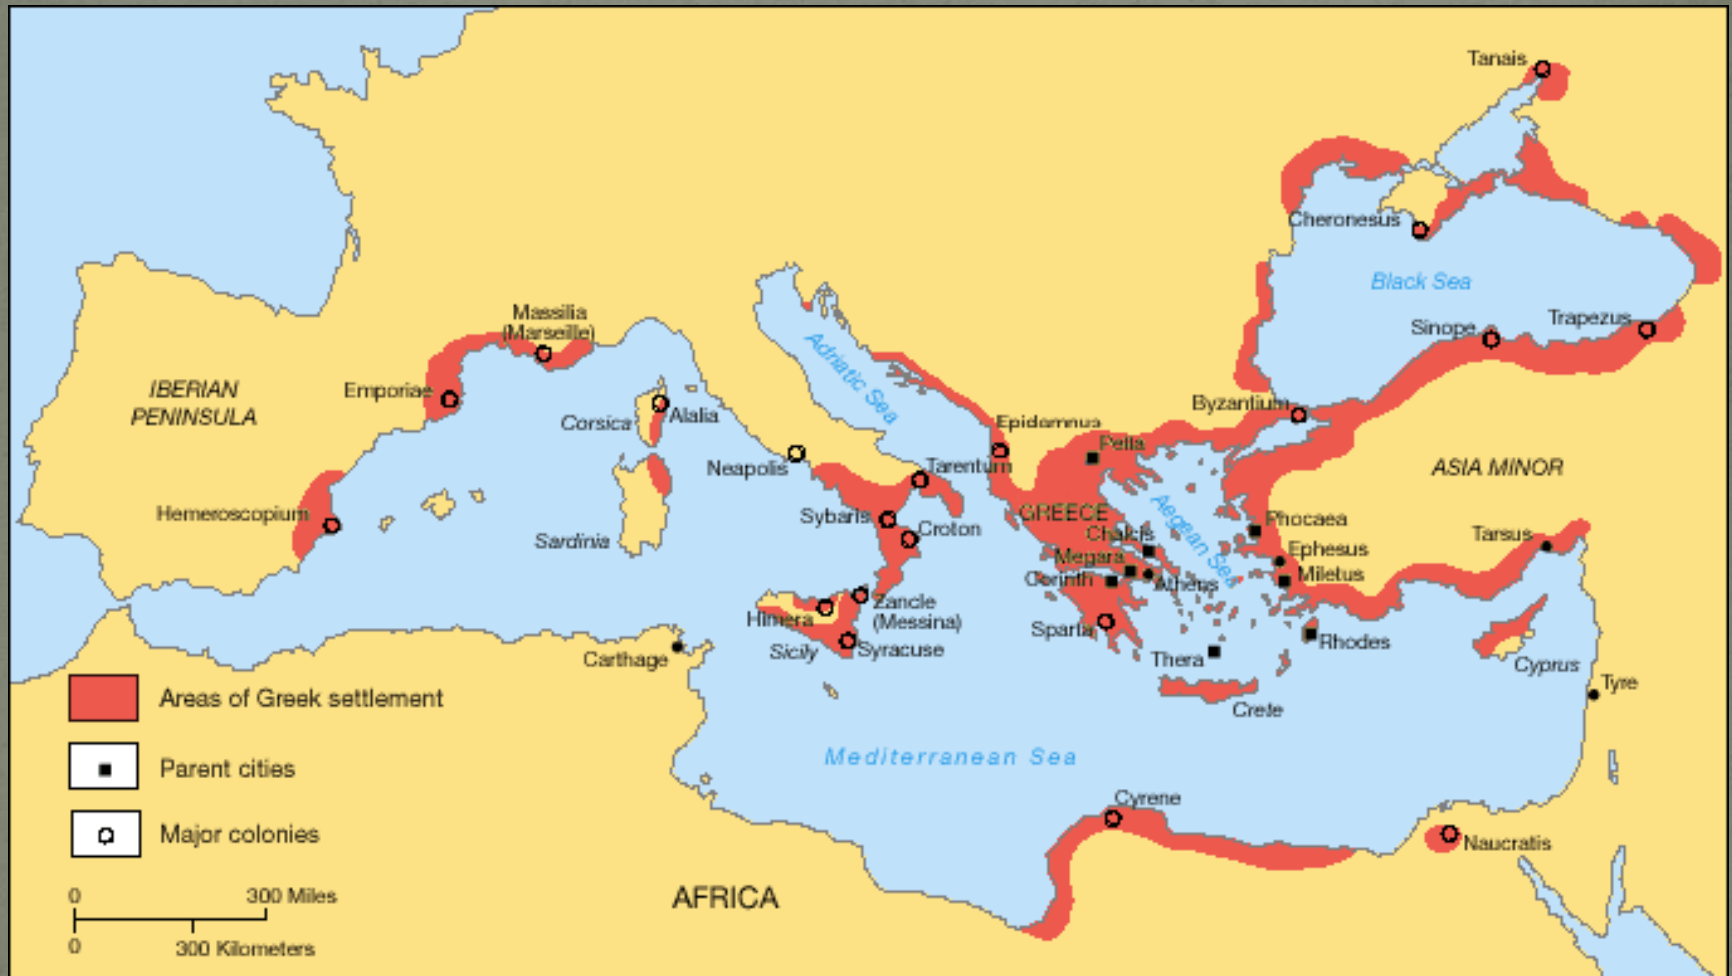 Tanais
Cheronesus
Black Sea
Sinope
Trapezus
Massilia
(Marseille)
Adriatic Sea
IBERIAN
PENINSULA
Emporiae
Corsica
Alalia
Byzantium
Epidamnus
Pella
Neapolis
Tarentum
ASIA MINOR
Hemeroscopium
Sybaris
Croton
GREECE
Aegean Sea
Phocaea
Sardinia
Chalcis
Tarsus
Megara
Ephesus
Corinth
Athens
Miletus
Himera
Zancle
(Messina)
Sparta
Rhodes
Carthage
Sicily
Syracuse
Thera
Cyprus
Tyre
Crete
Areas of Greek settlement
Mediterranean Sea
Parent cities
Cyrene
Major colonies
Naucratis
AFRICA
0 300 Miles
0 300 Kilometers